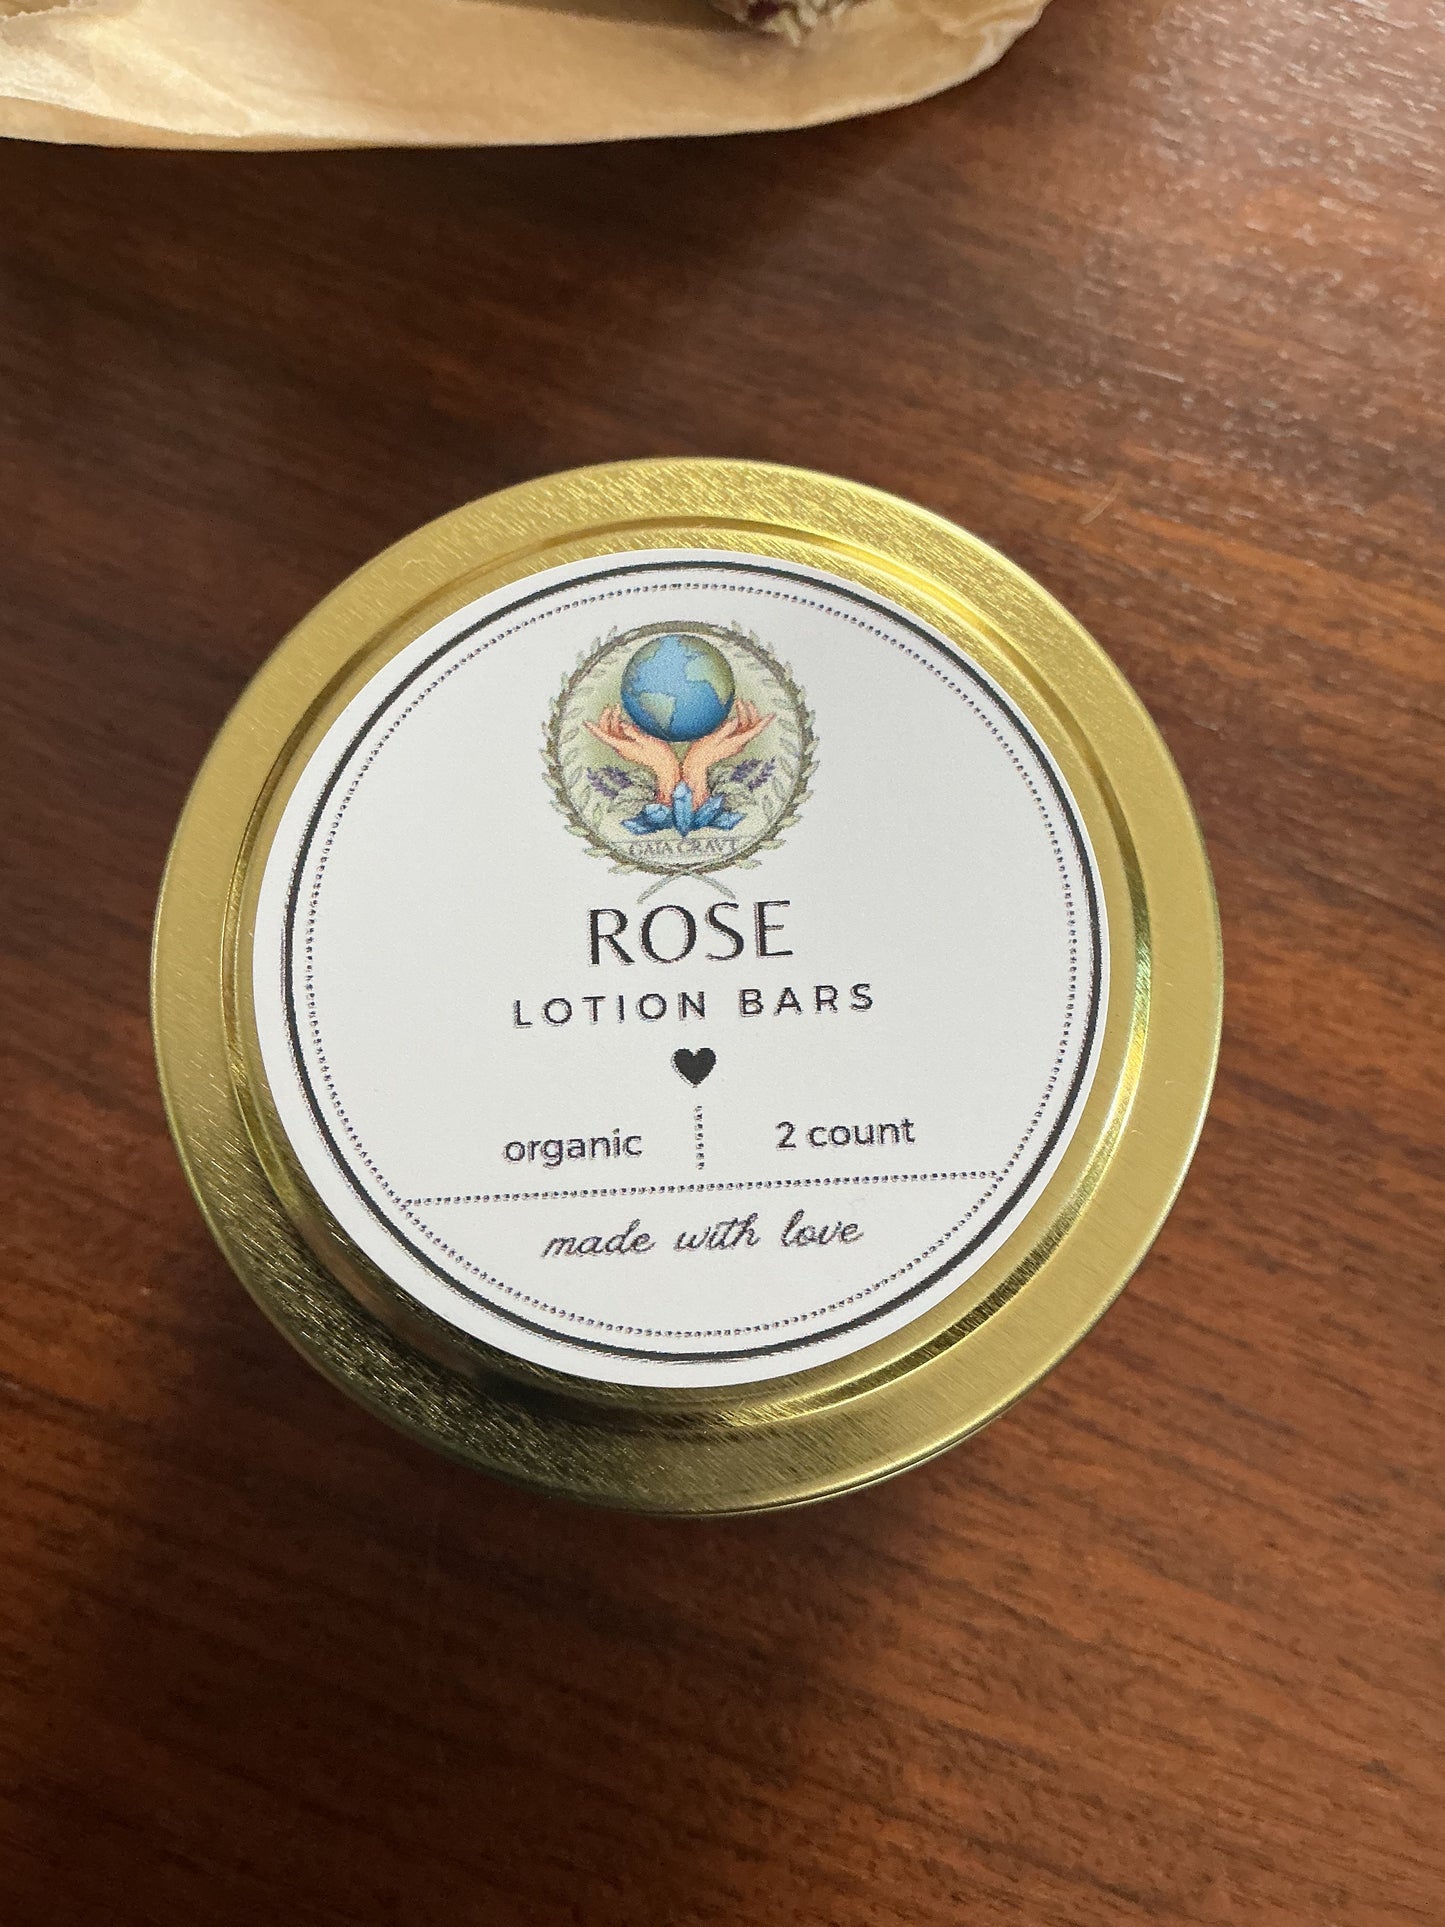 ROSE
LOTION BARS
organic
2 count
made with love